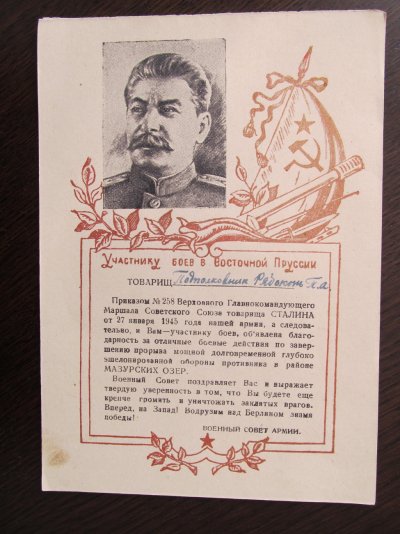 Участнику боев в Восточной Пруссии
ТОВАРИЩ Подполковник
Приказом № 258 Верховного Главнокомандующего
Маршала Советского Союза товарища СТАЛИНА
от 27 января 1945 года нашей армии, а следова-
тельно, и Вам—участнику боев, об'явлена благо-
дарность за отличные боевые действия по завер-
шению прорыва мощной долговременной глубоко
эшелонированной обороны противника в районе
МАЗУРСКИХ ОЗЕР.
Военный Совет поздравляет Вас и выражает
твердую уверенность в том, что Вы будете еще
крепче громить и уничтожать заклятых врагов.
Вперед, на Запад! Водрузим над Берлином знамя
победы!
ВОЕННЫЙ СОВЕТ АРМИИ.